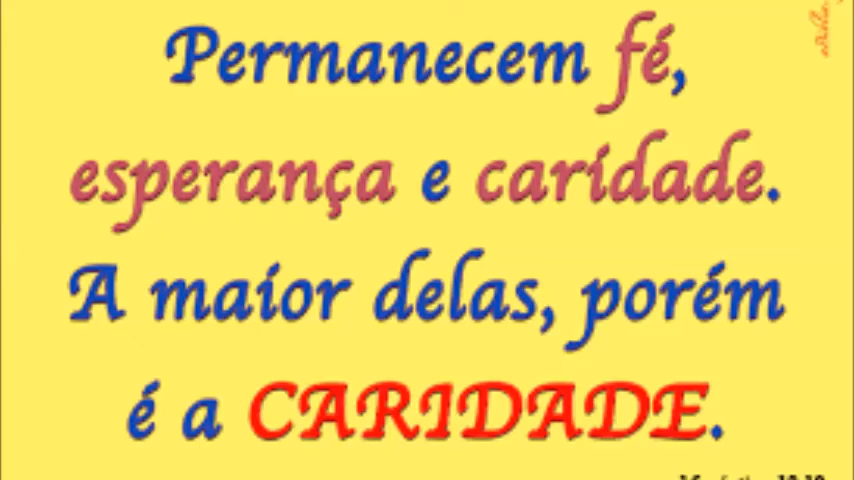 Permanecem fé,
esperança e caridade.
A maior delas, porém
é a CARIDADE.